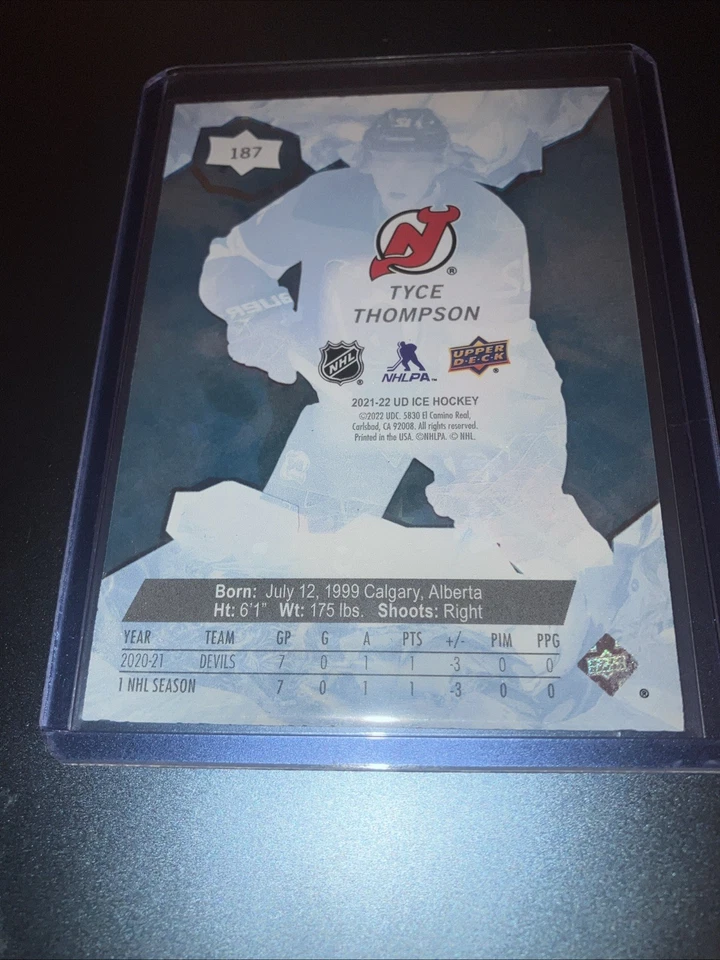 187
NJ
®
TYCE
THOMPSON
BAUER
NHL
®
NHLPA™
UPPER
D·E·C·K
®
2021-22 UD ICE HOCKEY
©2022 UDC. 5830 El Camino Real,
Carlsbad, CA 92008. All rights reserved.
Printed in the USA. ©NHLPA. © NHL.
Born: July 12, 1999 Calgary, Alberta
Ht: 6'1" Wt: 175 lbs. Shoots: Right
YEAR TEAM GP G A PTS +/- PIM PPG
2020-21 DEVILS 7 0 1 1 -3 0 0
1 NHL SEASON 7 0 1 1 -3 0 0
®